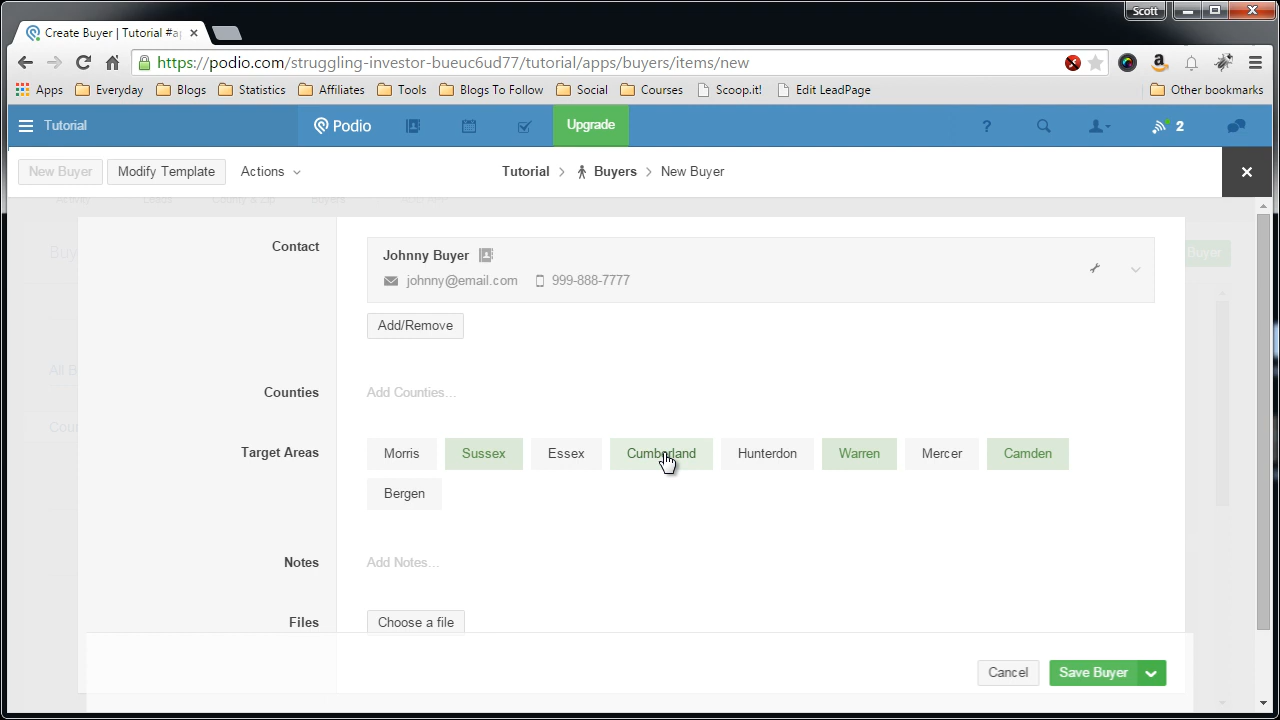 Scott
Create Buyer | Tutorial #a
https://podio.com/struggling-investor-bueuc6ud77/tutorial/apps/buyers/items/new
Apps Everyday Blogs Statistics Affiliates Tools Blogs To Follow Social Courses Scoop.it! Edit LeadPage Other bookmarks
Tutorial Podio Upgrade ? 2
New Buyer Modify Template Actions Tutorial > Buyers > New Buyer
Contact
Johnny Buyer
johnny@email.com 999-888-7777
Add/Remove
Counties Add Counties...
Target Areas Morris Sussex Essex Cumberland Hunterdon Warren Mercer Camden
Bergen
Notes Add Notes...
Files Choose a file
Cancel Save Buyer